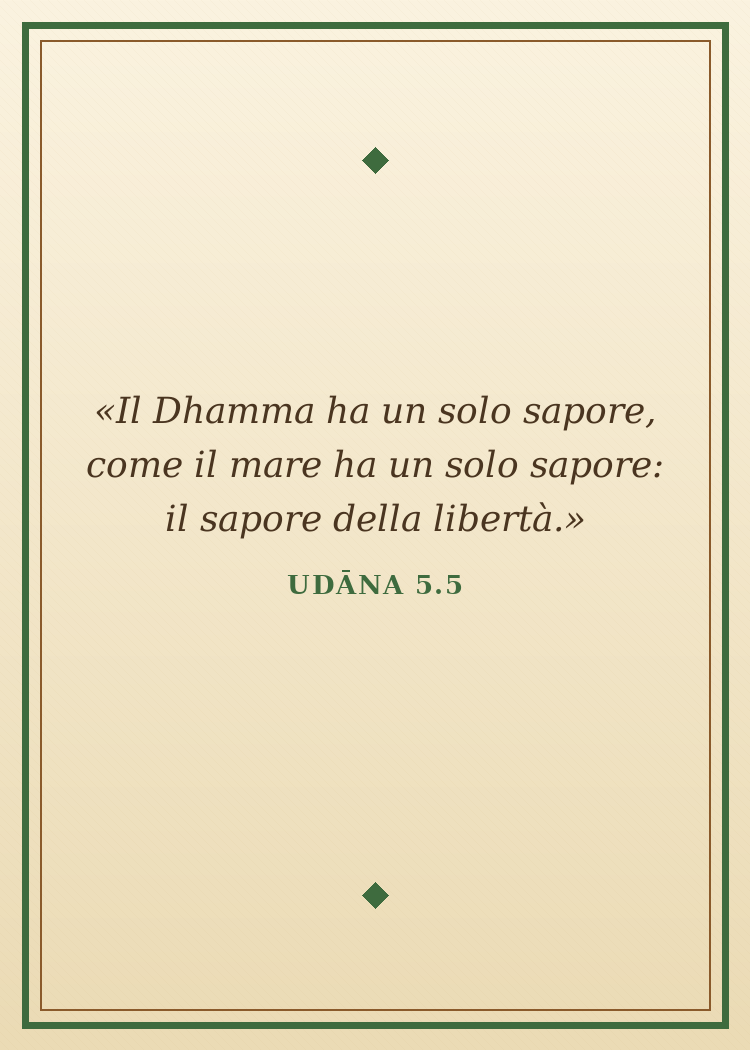 «Il Dhamma ha un solo sapore,
come il mare ha un solo sapore:
il sapore della libertà.»
UDĀNA 5.5